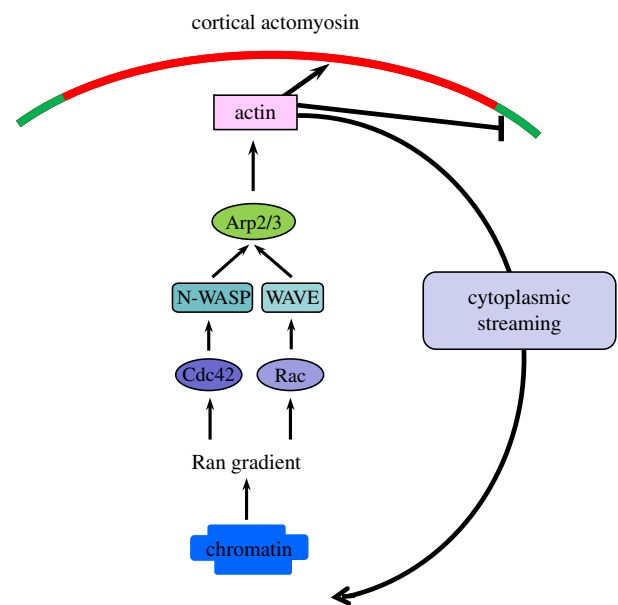 cortical actomyosin
actin
Arp2/3
N-WASP
WAVE
cytoplasmic
streaming
Cdc42
Rac
Ran gradient
chromatin